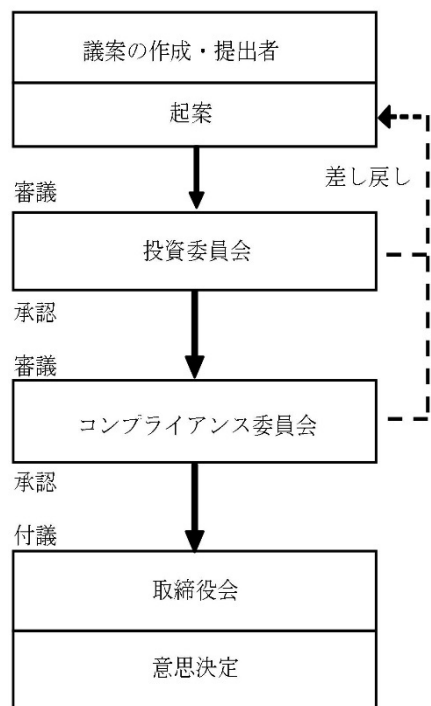 議案の作成・提出者
起案
差し戻し
審議
投資委員会
承認
審議
コンプライアンス委員会
承認
付議
取締役会
意思決定